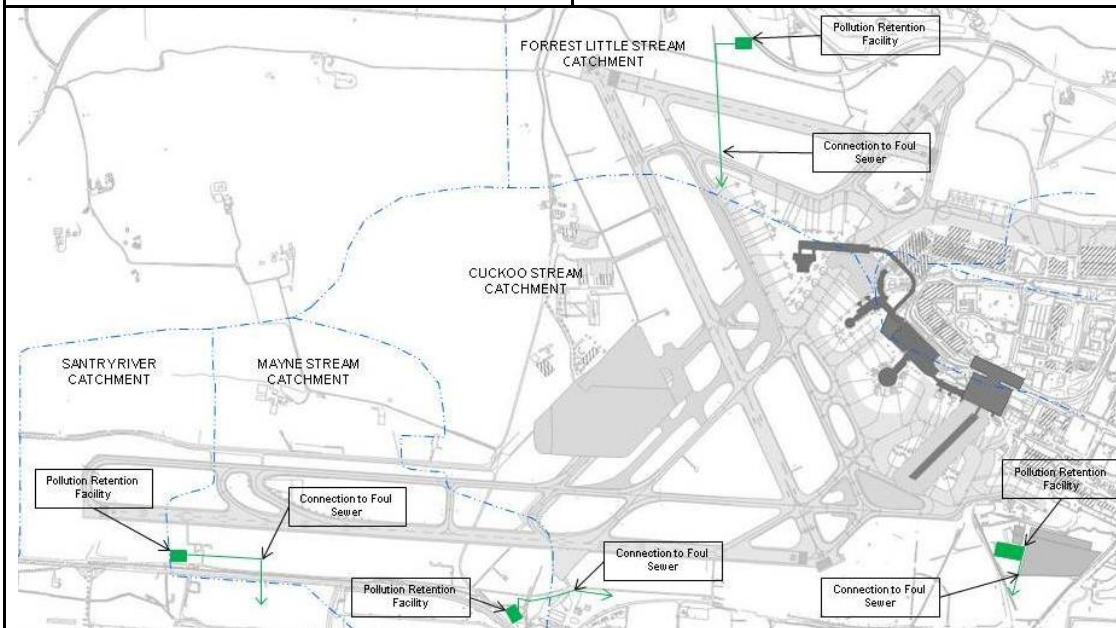 Pollution Retention
Facility
FORREST LITTLE STREAM
CATCHMENT
Connection to Foul
Sewer
CUCKOO STREAM
CATCHMENT
SANTRY RIVER
CATCHMENT
MAYNE STREAM
CATCHMENT
Pollution Retention
Facility
Connection to Foul
Sewer
Pollution Retention
Facility
Connection to Foul
Sewer
Pollution Retention
Facility
Connection to Foul
Sewer